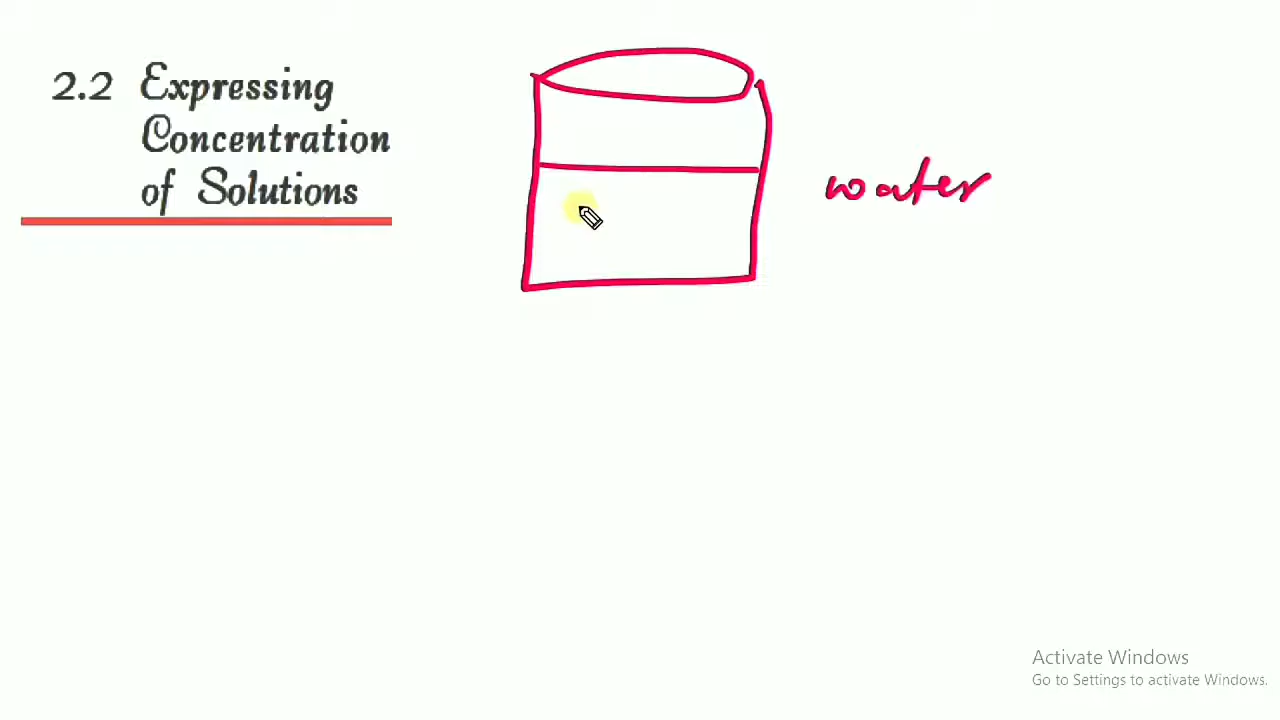 2.2 Expressing
Concentration
of Solutions
water
Activate Windows
Go to Settings to activate Windows.